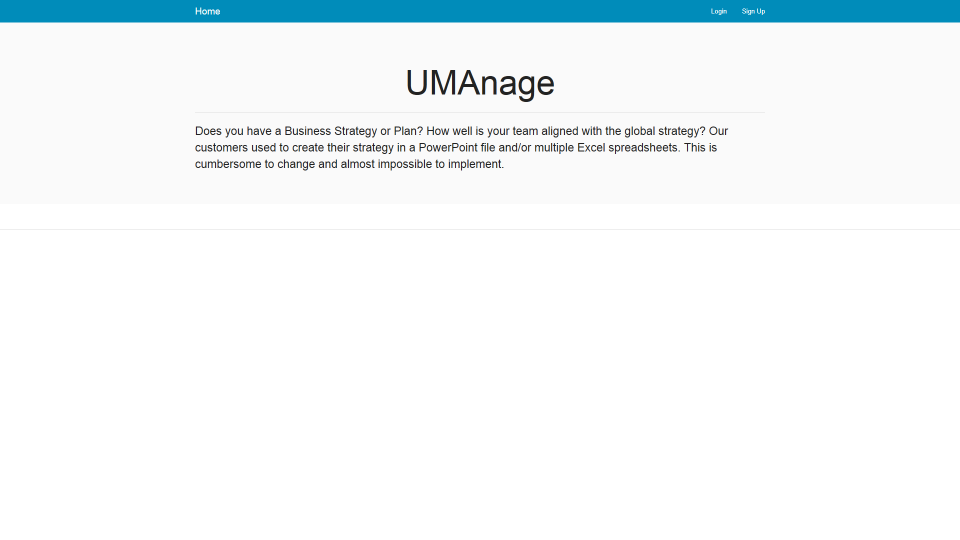 Home
Login
Sign Up
UMAnage
Does you have a Business Strategy or Plan? How well is your team aligned with the global strategy? Our
customers used to create their strategy in a PowerPoint file and/or multiple Excel spreadsheets. This is
cumbersome to change and almost impossible to implement.